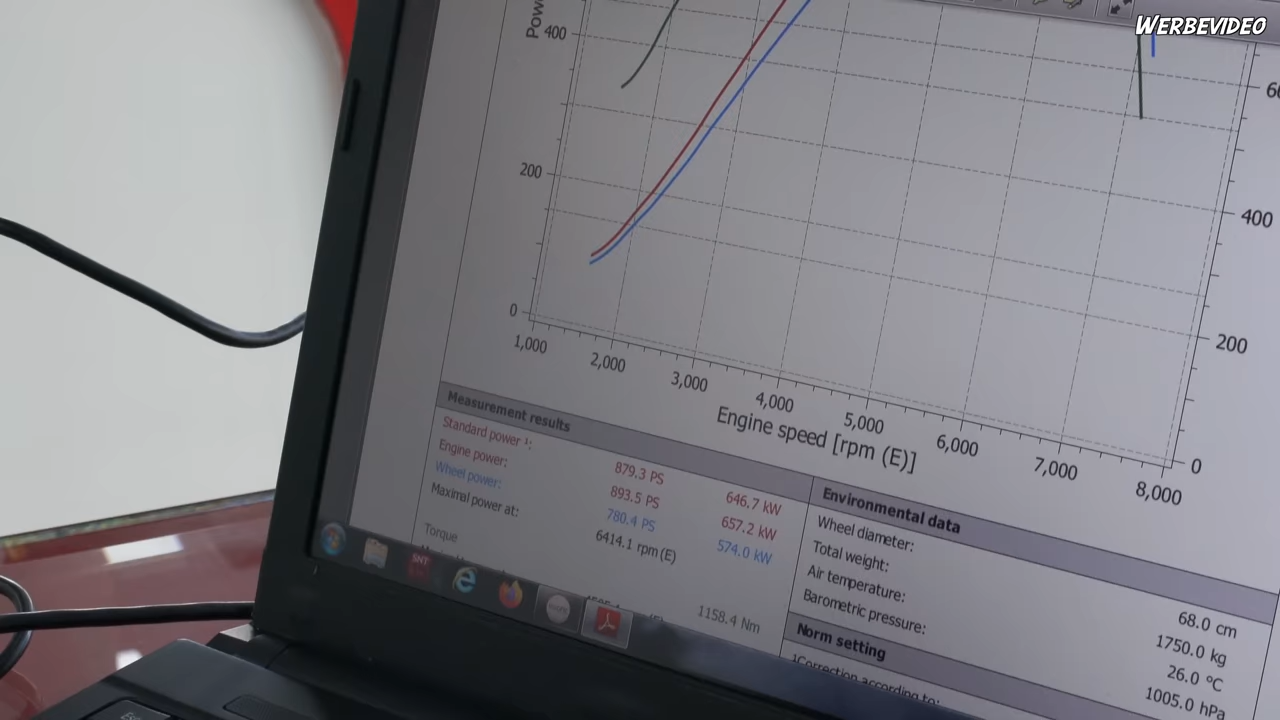 WERBEVIDEO
400
200
0
1,000
2,000
3,000
4,000
5,000
6,000
7,000
8,000
400
200
0
Engine speed [rpm (E)]
Measurement results
Standard power ¹: 879.3 PS 646.7 kW
Engine power: 893.5 PS 657.2 kW
Wheel power: 780.4 PS 574.0 kW
Maximal power at: 6414.1 rpm (E)
Torque
1158.4 Nm
Environmental data
Wheel diameter: 68.0 cm
Total weight: 1750.0 kg
Air temperature: 26.0 °C
Barometric pressure: 1005.0 hPa
Norm setting
¹Correction according to: